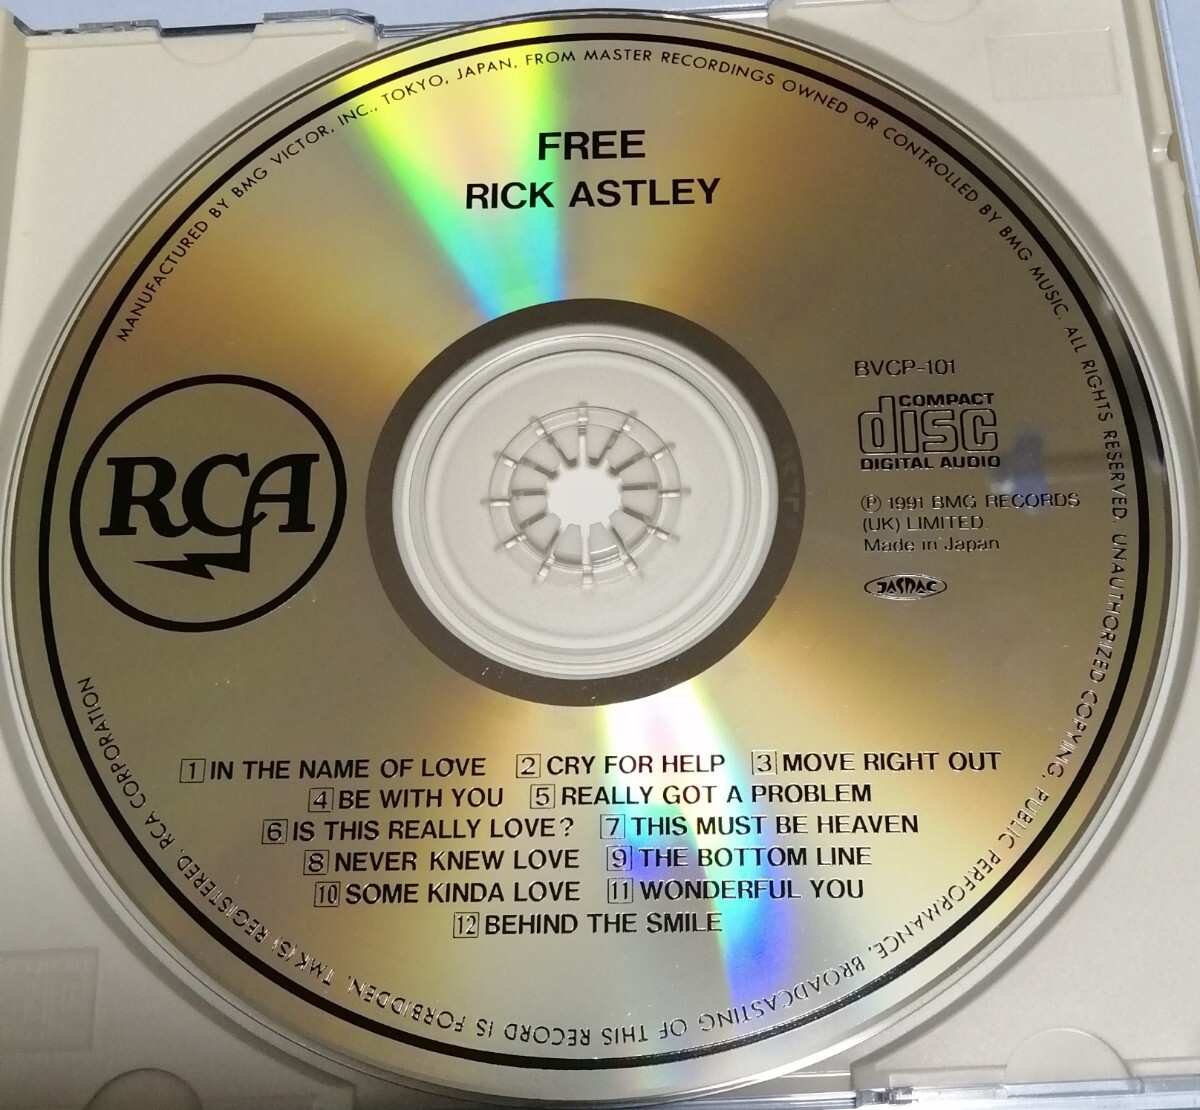 MANUFACTURED BY BMG VICTOR, INC., TOKYO, JAPAN, FROM MASTER RECORDINGS OWNED OR CONTROLLED BY BMG MUSIC. ALL RIGHTS RESERVED. UNAUTHORIZED COPYING, PUBLIC PERFORMANCE, BROADCASTING OF THIS RECORD IS FORBIDDEN. TMK(S) REGISTERED. RCA CORPORATION
FREE
RICK ASTLEY
BVCP-101
COMPACT
disc
DIGITAL AUDIO
RCA
Ⓟ 1991 BMG RECORDS
(UK) LIMITED.
Made in Japan
JASRAC
1 IN THE NAME OF LOVE 2 CRY FOR HELP 3 MOVE RIGHT OUT
4 BE WITH YOU 5 REALLY GOT A PROBLEM
6 IS THIS REALLY LOVE? 7 THIS MUST BE HEAVEN
8 NEVER KNEW LOVE 9 THE BOTTOM LINE
10 SOME KINDA LOVE 11 WONDERFUL YOU
12 BEHIND THE SMILE